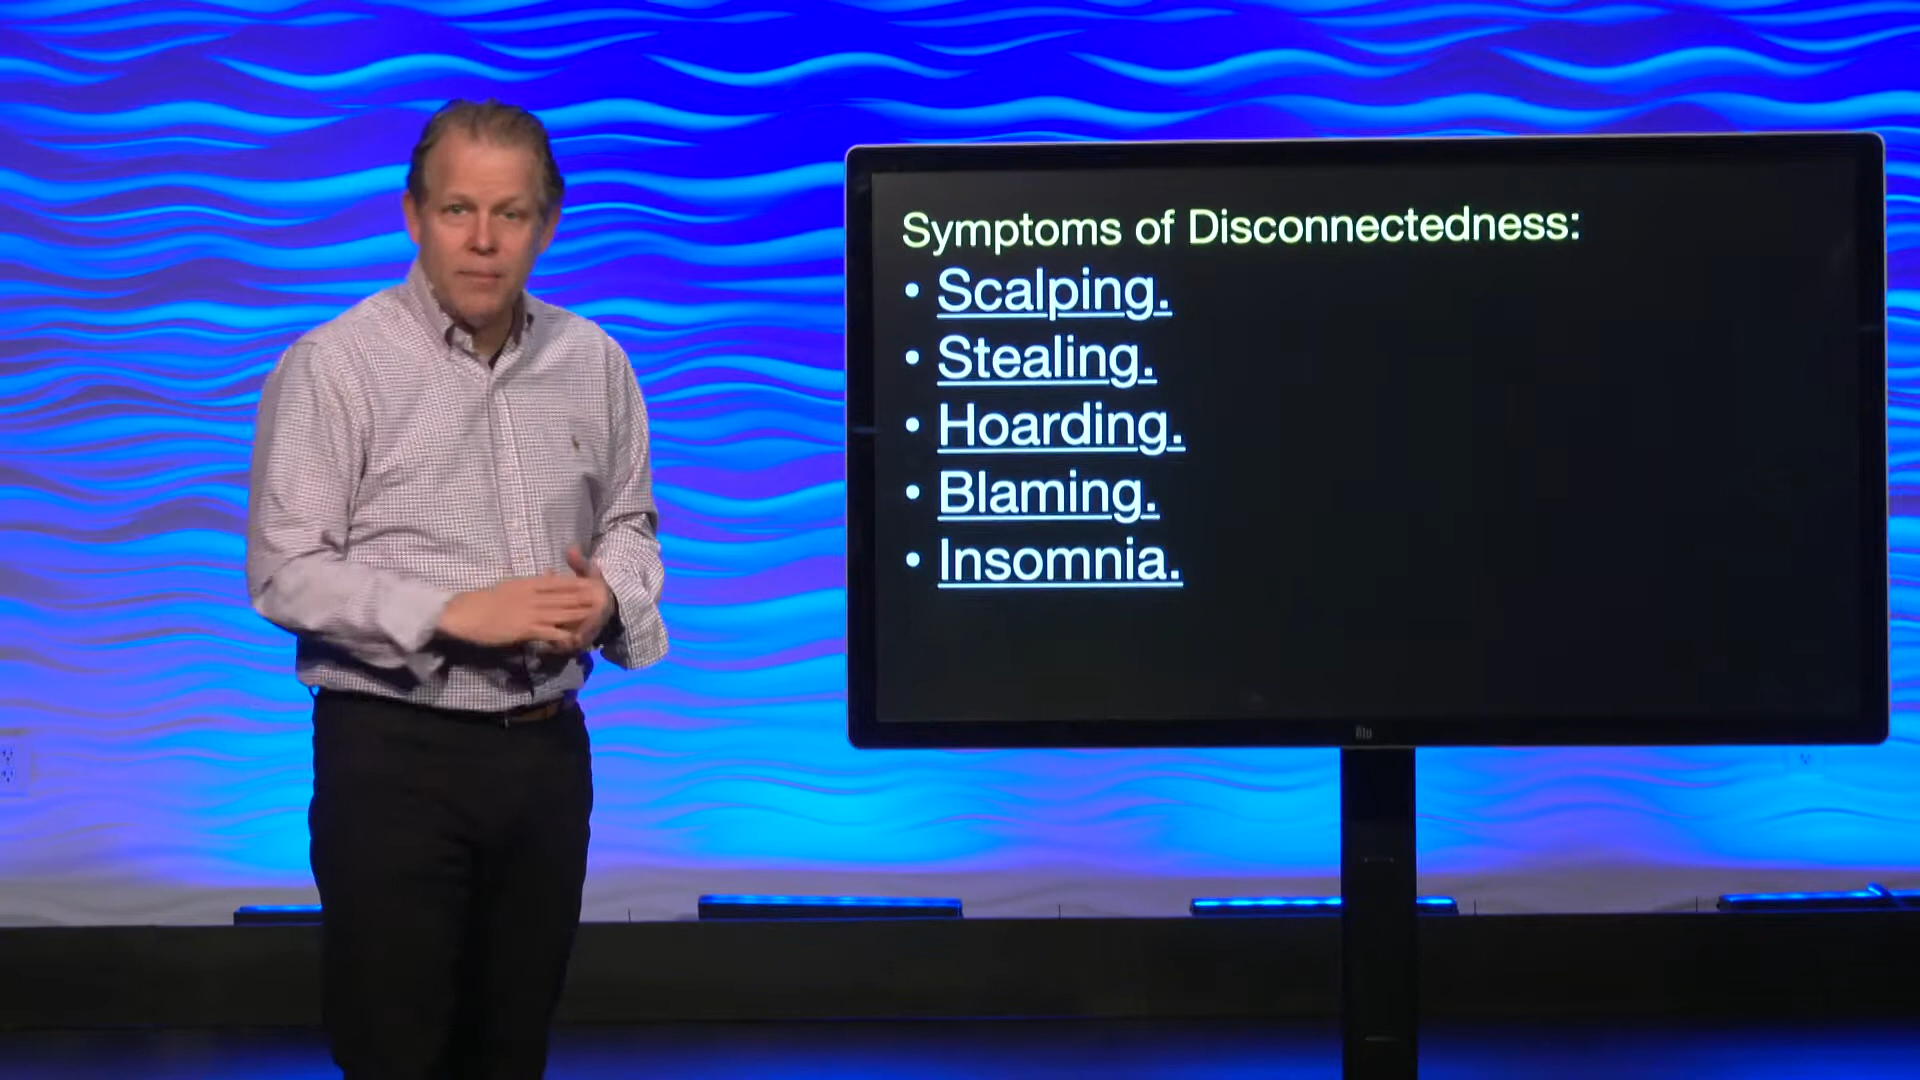 Symptoms of Disconnectedness:
• Scalping.
• Stealing.
• Hoarding.
• Blaming.
• Insomnia.